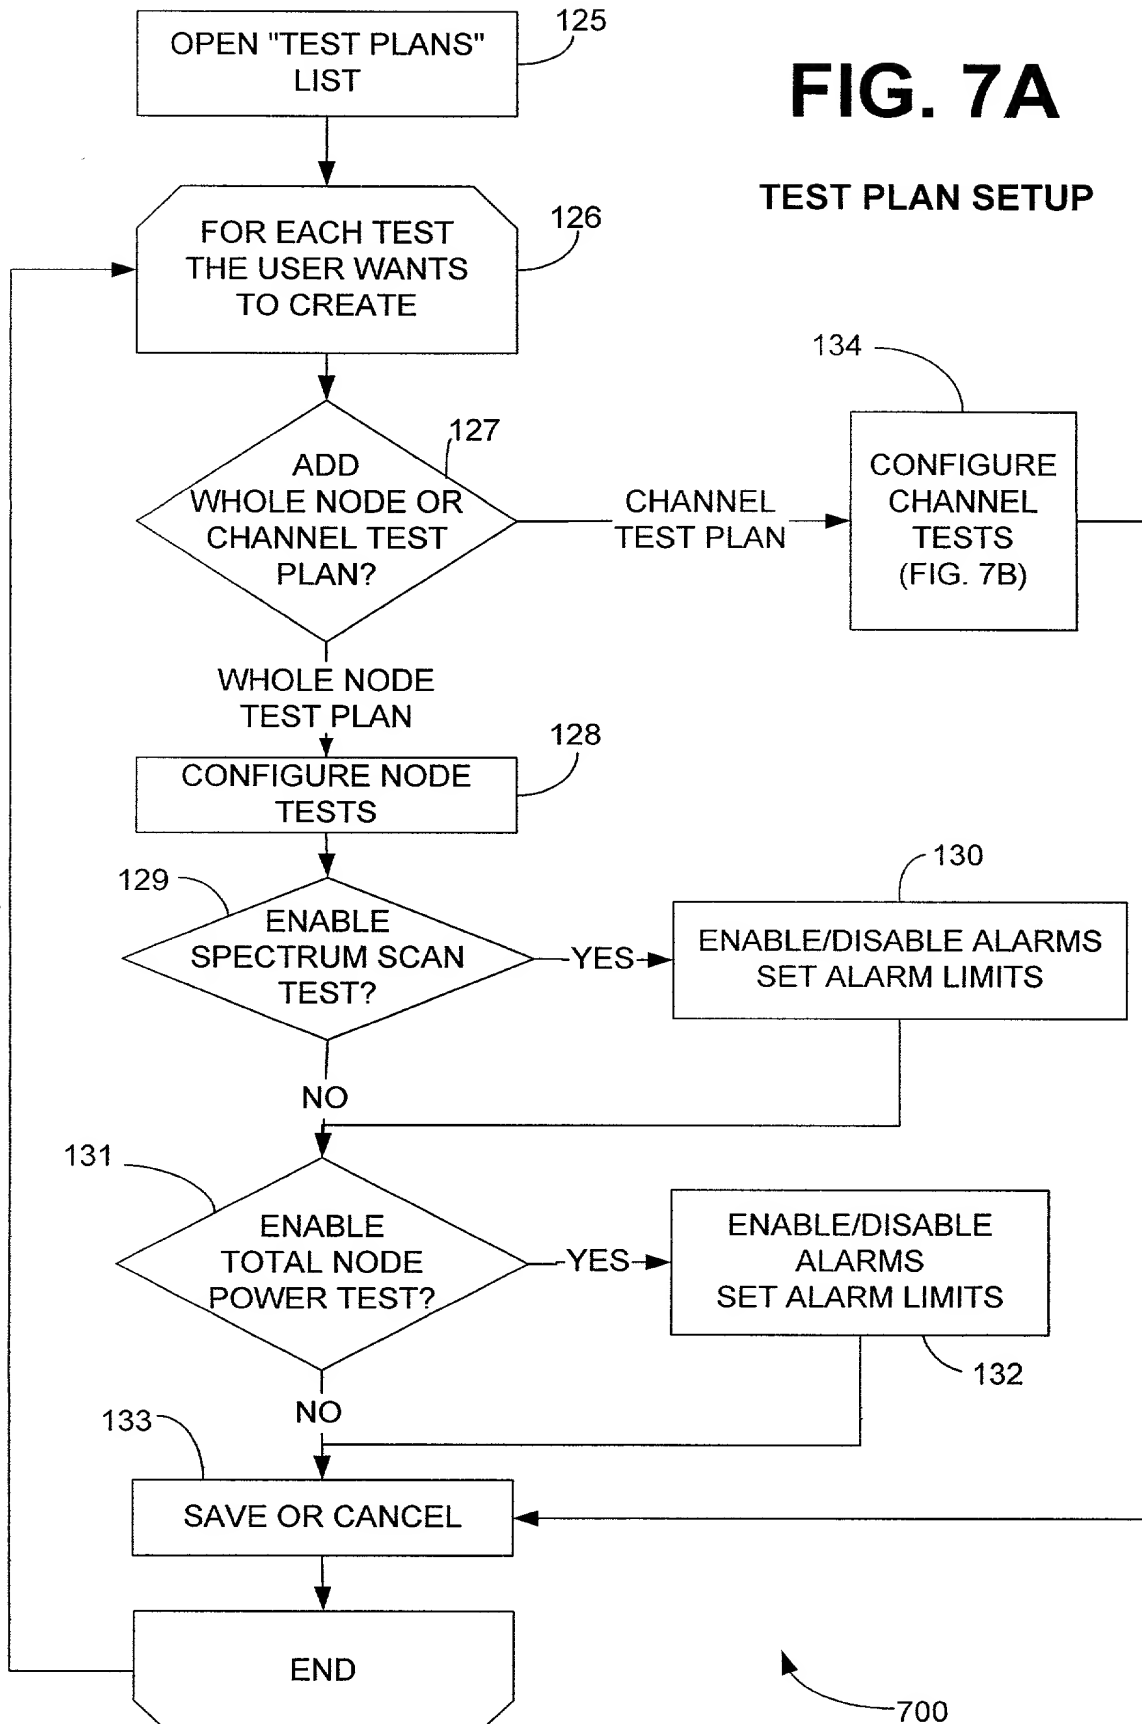 125
OPEN "TEST PLANS"
LIST
FIG. 7A
TEST PLAN SETUP
126
FOR EACH TEST
THE USER WANTS
TO CREATE
134
127
ADD
WHOLE NODE OR
CHANNEL TEST
PLAN?
CHANNEL
TEST PLAN
CONFIGURE
CHANNEL
TESTS
(FIG. 7B)
WHOLE NODE
TEST PLAN
128
CONFIGURE NODE
TESTS
129
ENABLE
SPECTRUM SCAN
TEST?
YES
130
ENABLE/DISABLE ALARMS
SET ALARM LIMITS
NO
131
ENABLE
TOTAL NODE
POWER TEST?
YES
ENABLE/DISABLE
ALARMS
SET ALARM LIMITS
132
NO
133
SAVE OR CANCEL
END
700